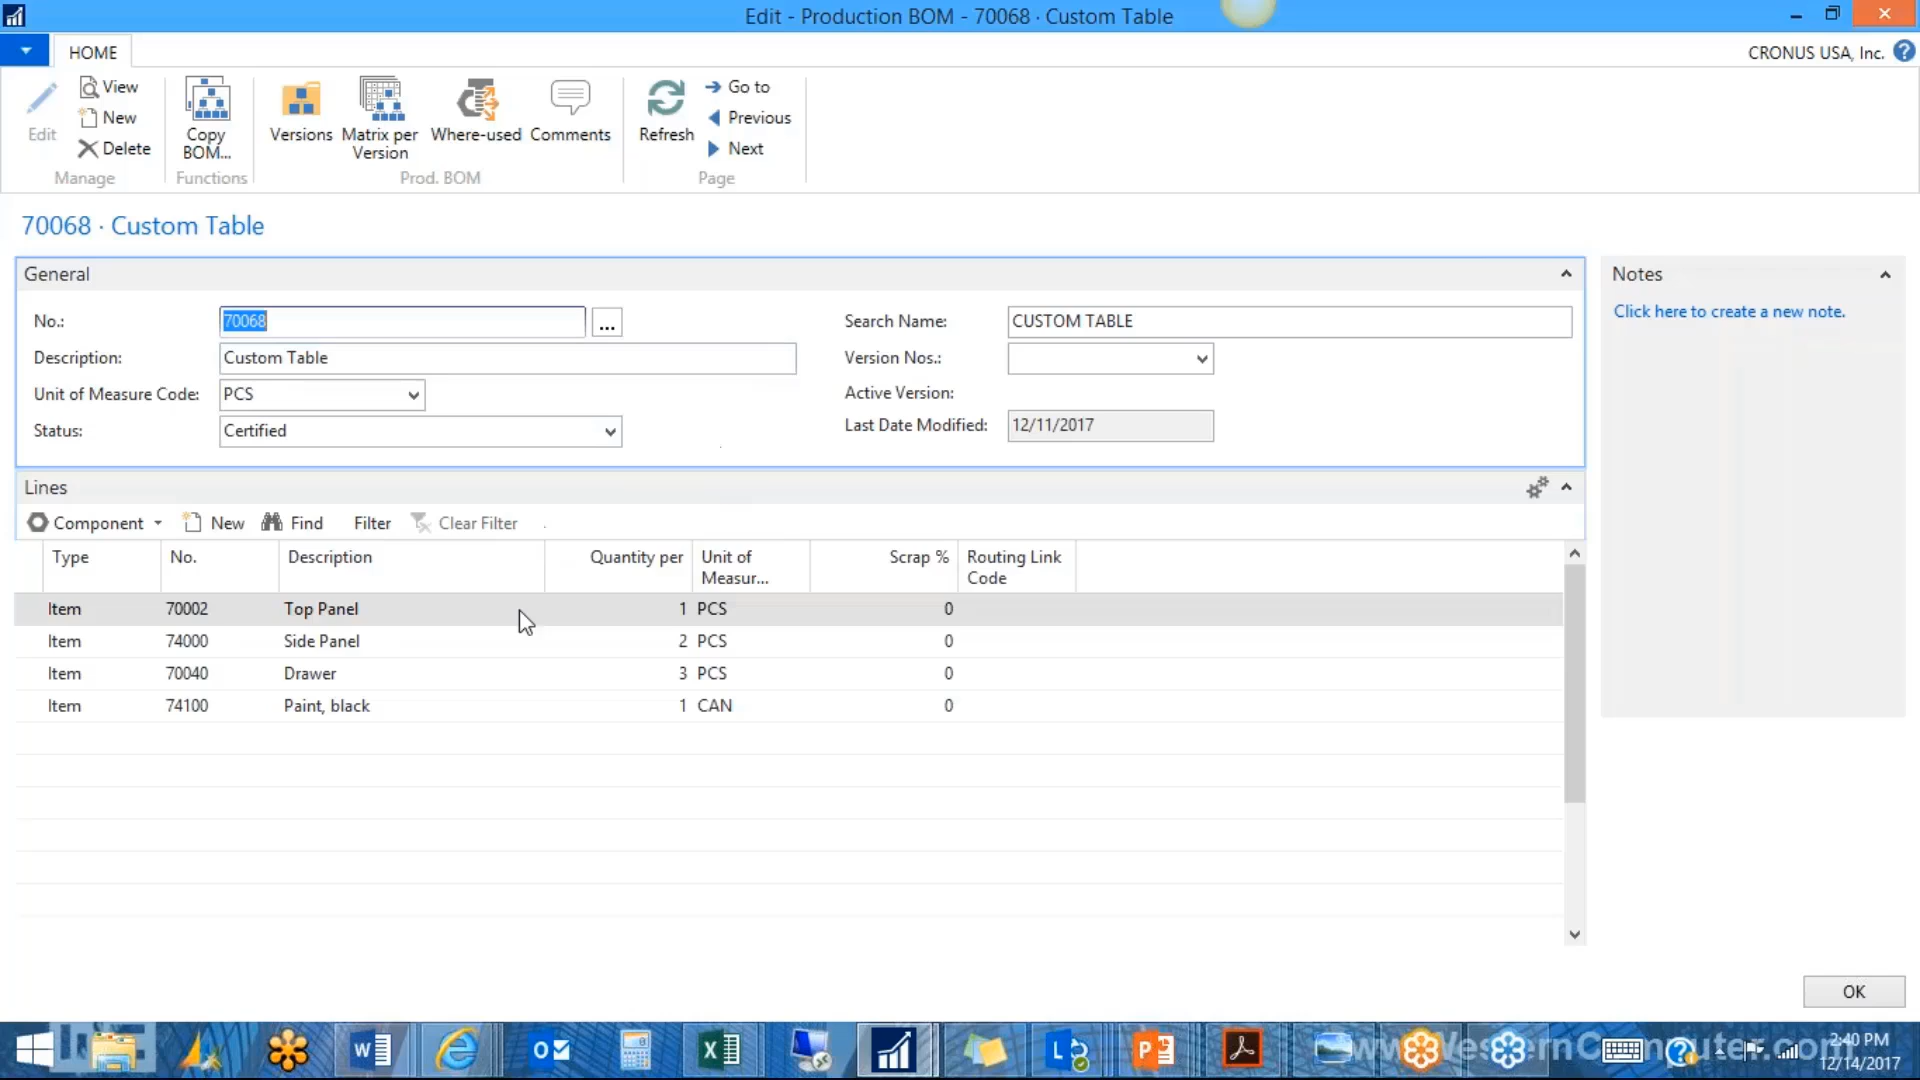 Edit - Production BOM - 70068 · Custom Table
HOME
CRONUS USA, Inc.
Edit
View
New
Delete
Manage
Copy BOM...
Functions
Versions
Matrix per Version
Where-used
Comments
Prod. BOM
Refresh
Go to
Previous
Next
Page
70068 · Custom Table
General
No.: 70068 ...
Description: Custom Table
Unit of Measure Code: PCS
Status: Certified
Search Name: CUSTOM TABLE
Version Nos.:
Active Version:
Last Date Modified: 12/11/2017
Notes
Click here to create a new note.
Lines
Component New Find Filter Clear Filter
Type No. Description Quantity per Unit of Measur... Scrap % Routing Link Code
Item 70002 Top Panel 1 PCS 0
Item 74000 Side Panel 2 PCS 0
Item 70040 Drawer 3 PCS 0
Item 74100 Paint, black 1 CAN 0
OK
www.WesternComputer.com
2:40 PM
12/14/2017